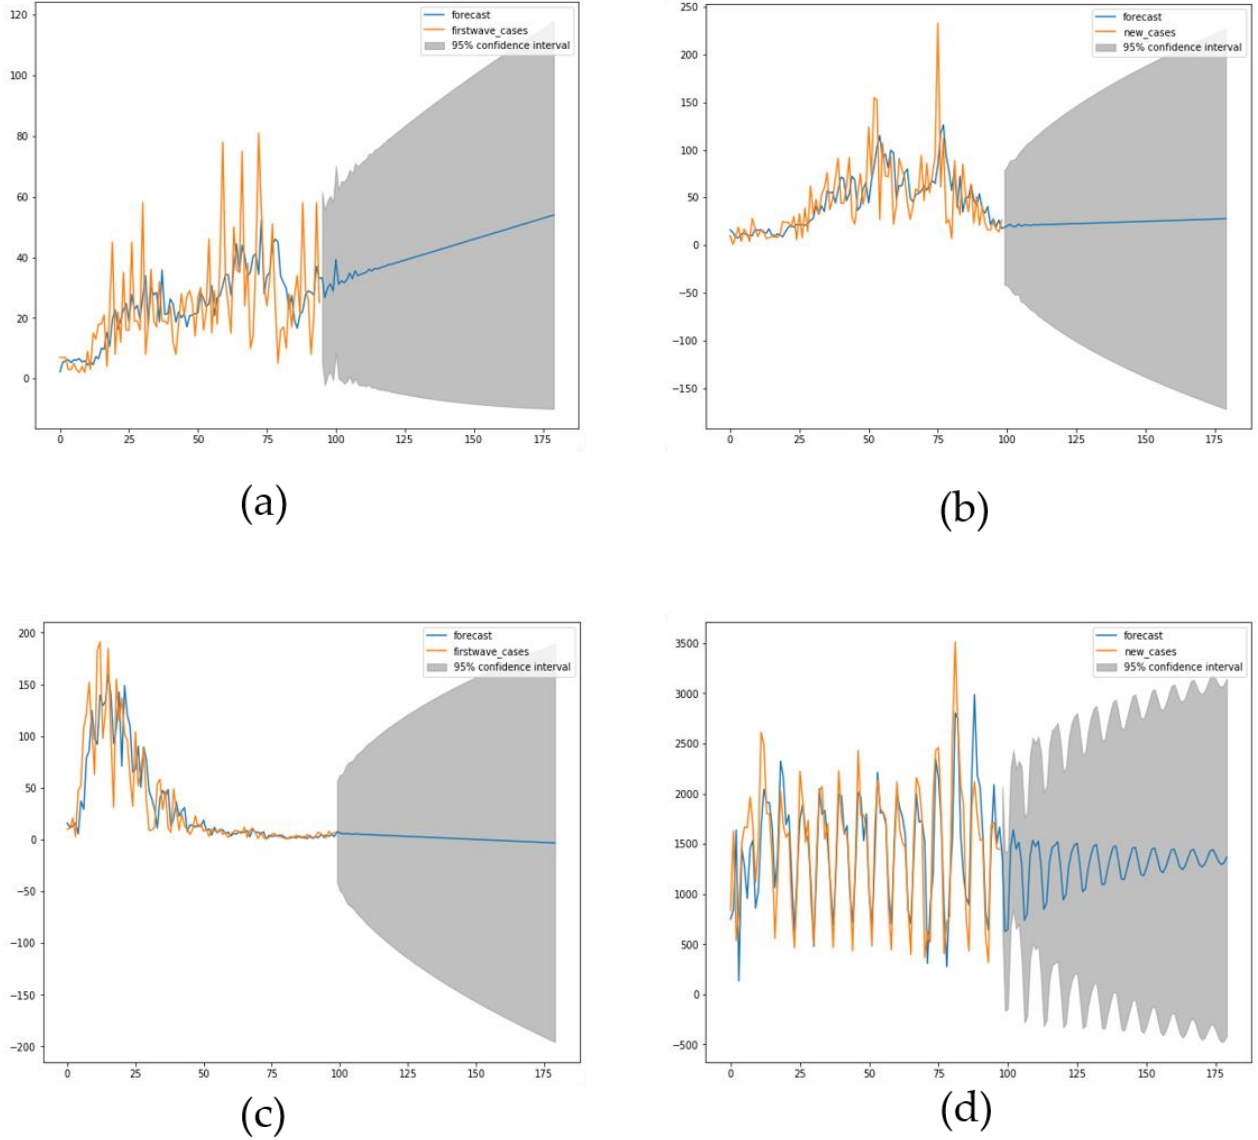 forecast
firstwave_cases
95% confidence interval
120
100
80
60
40
20
0
0 25 50 75 100 125 150 175
(a)
forecast
new_cases
95% confidence interval
250
200
150
100
50
0
−50
−100
−150
0 25 50 75 100 125 150 175
(b)
forecast
firstwave_cases
95% confidence interval
200
150
100
50
0
−50
−100
−150
−200
0 25 50 75 100 125 150 175
(c)
forecast
new_cases
95% confidence interval
3500
3000
2500
2000
1500
1000
500
0
−500
0 25 50 75 100 125 150 175
(d)